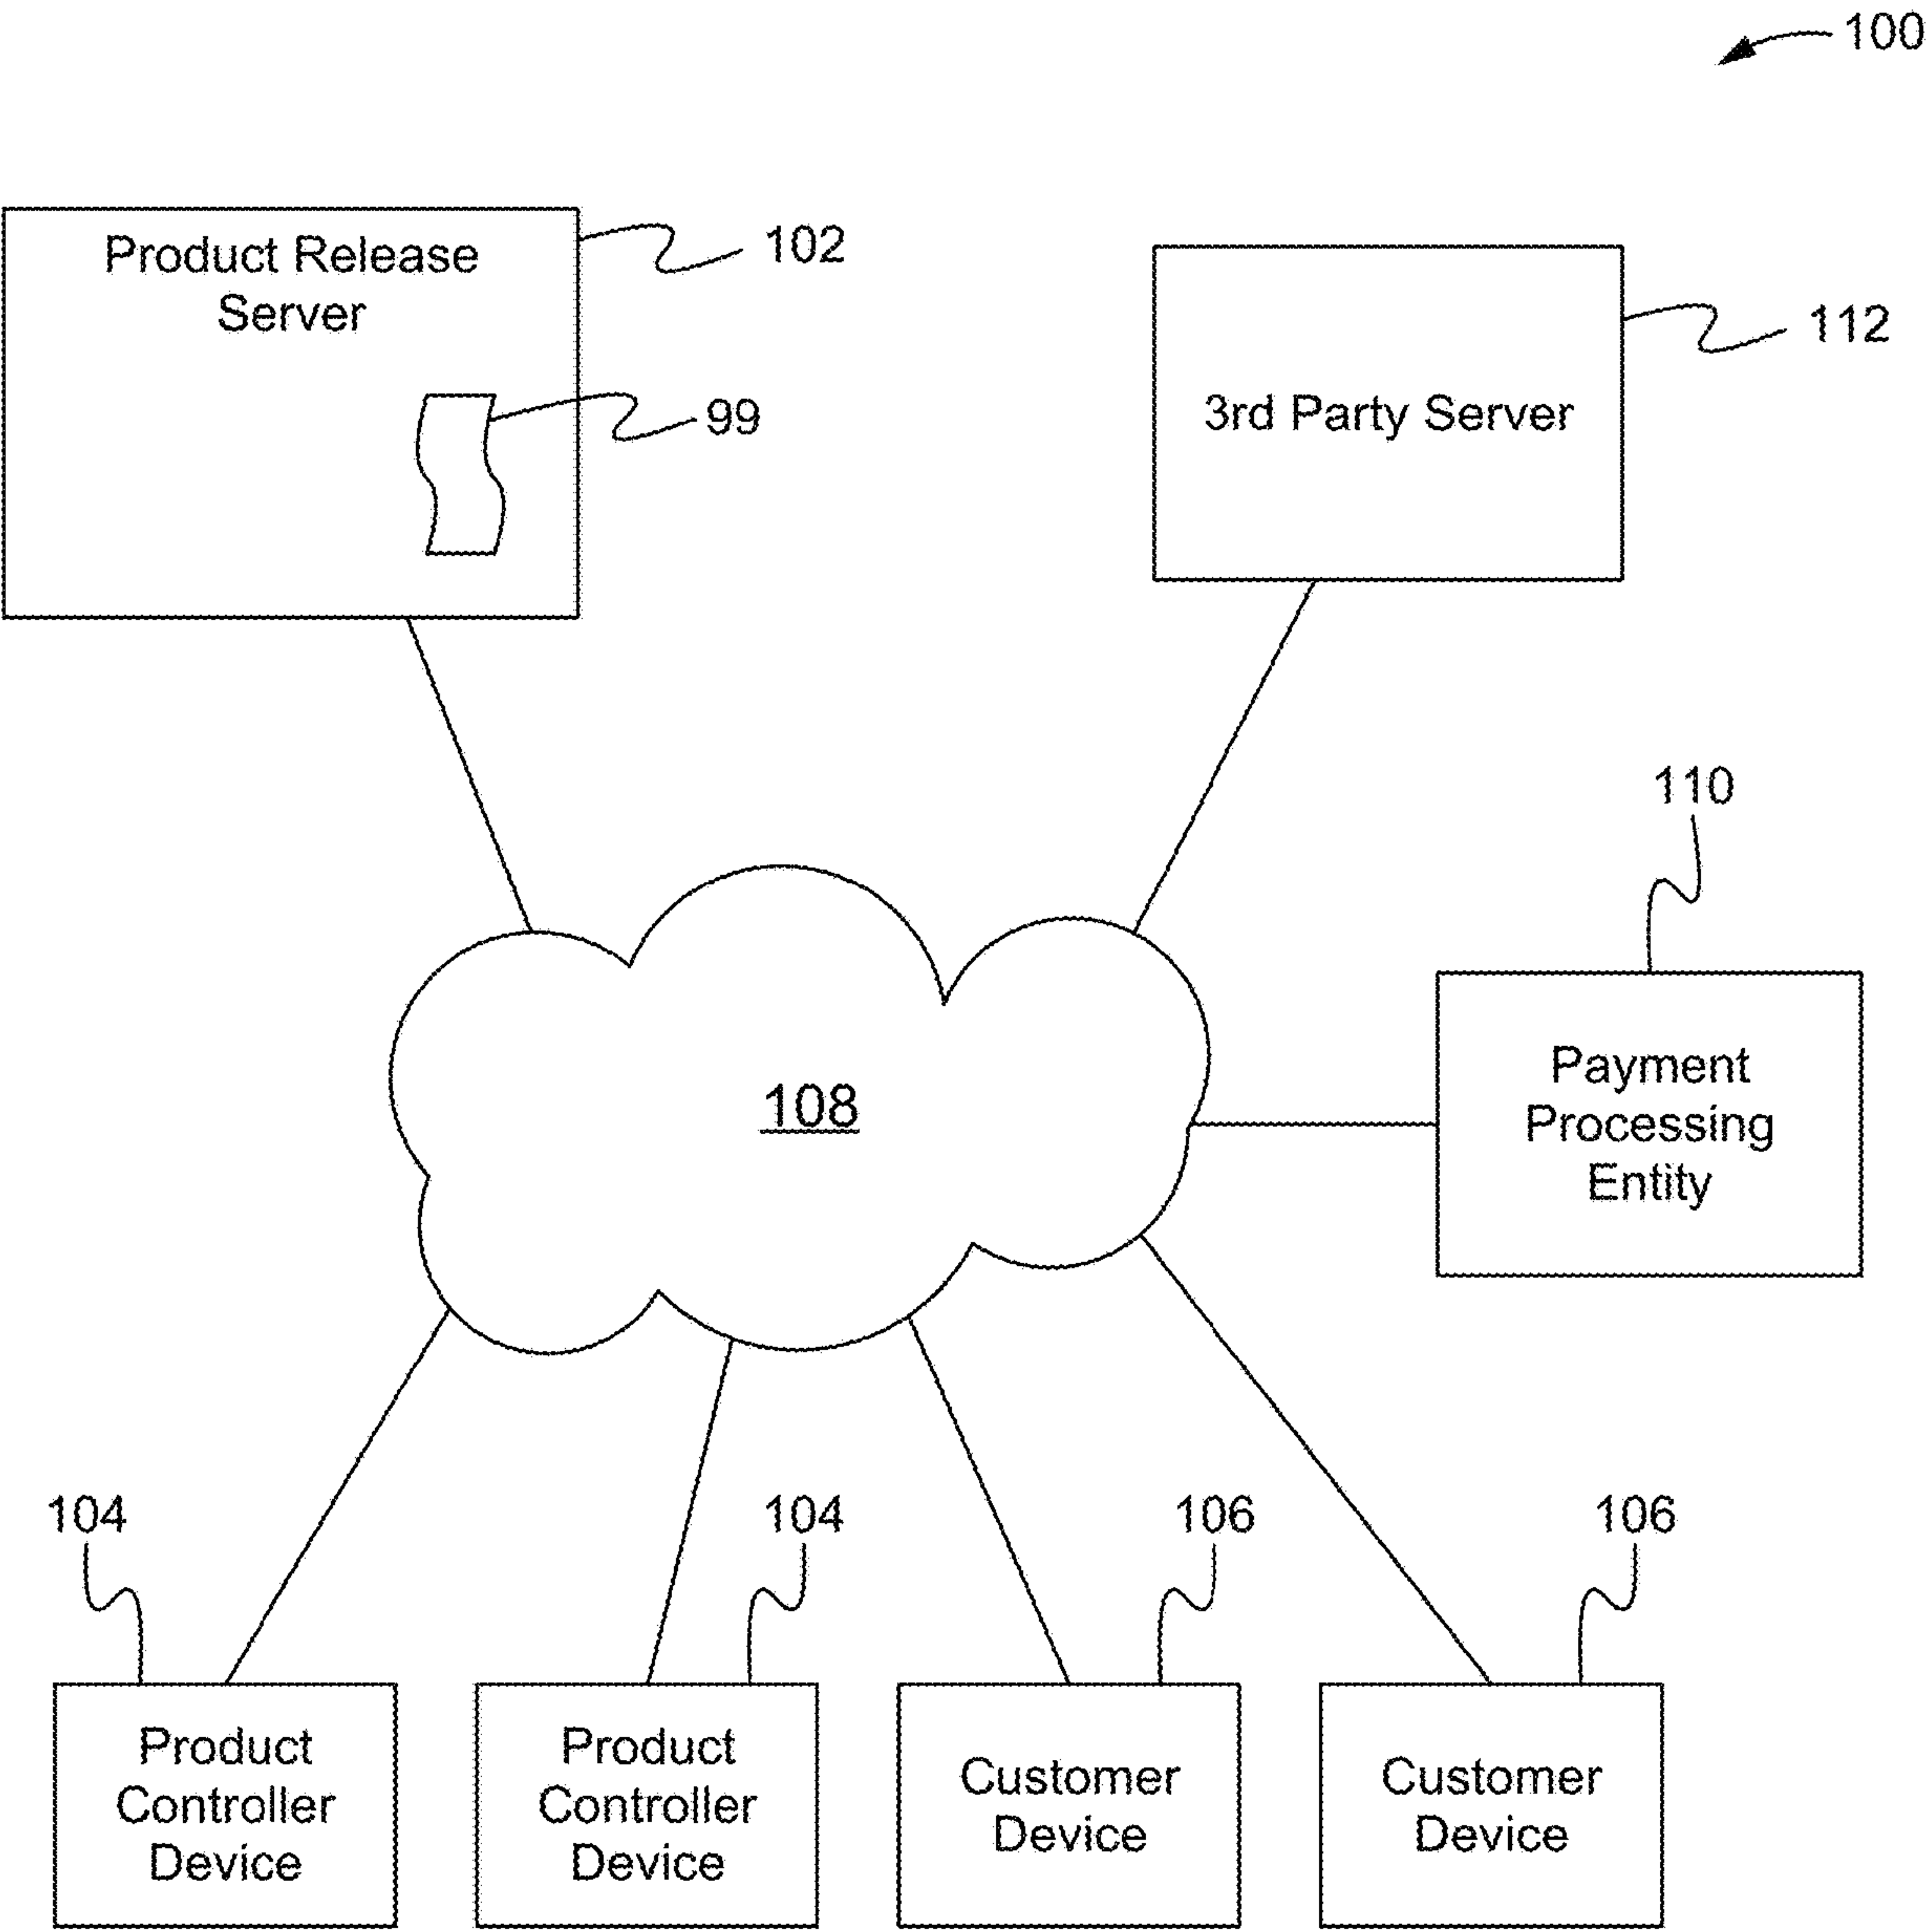 100
Product Release
Server
102
99
3rd Party Server
112
110
108
Payment
Processing
Entity
104
104
106
106
Product
Controller
Device
Product
Controller
Device
Customer
Device
Customer
Device